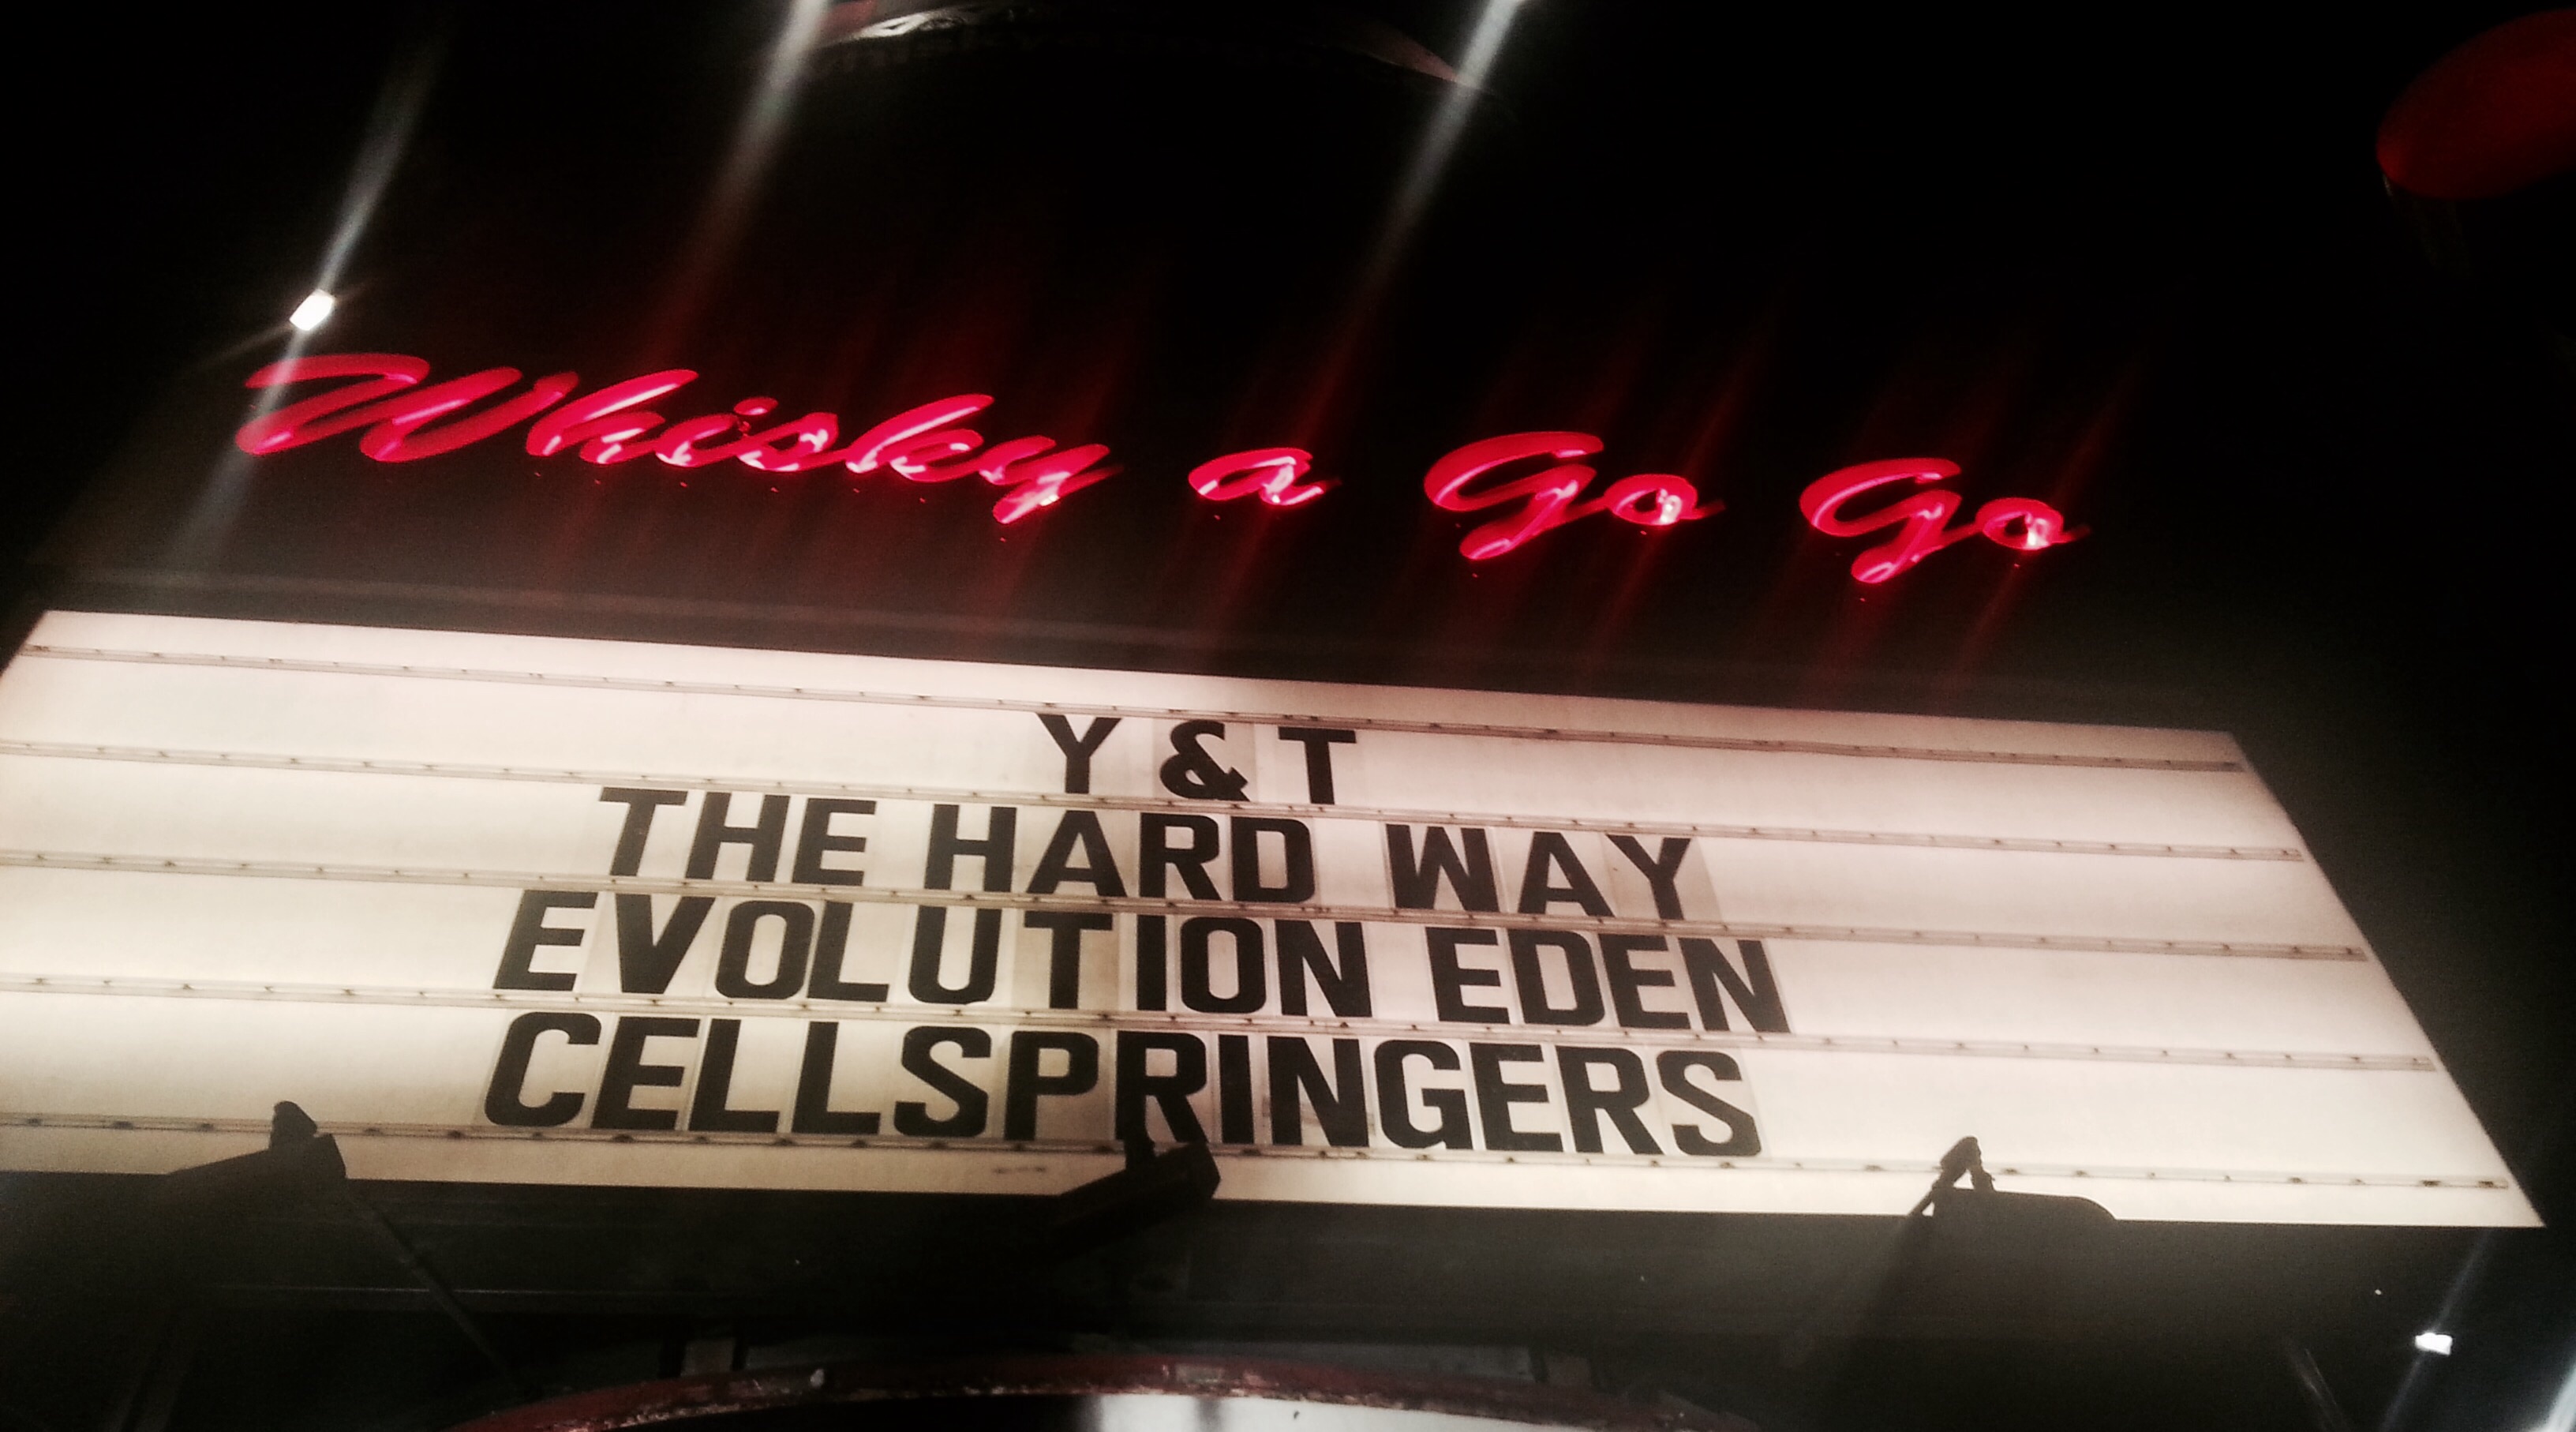 Whisky a Go Go
Y & T
THE HARD WAY
EVOLUTION EDEN
CELLSPRINGERS